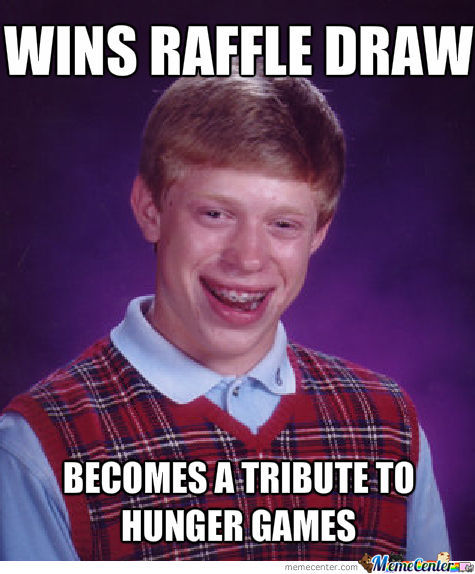 WINS RAFFLE DRAW
BECOMES A TRIBUTE TO
HUNGER GAMES
memecenter.com MemeCenter